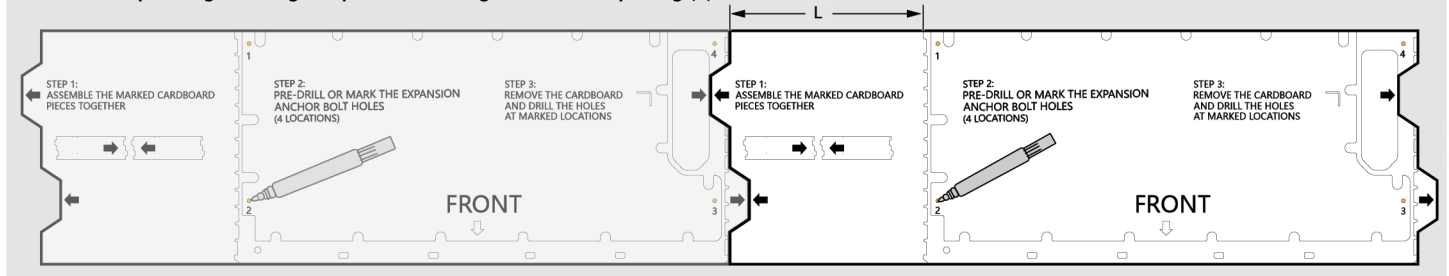 L
1
4
STEP 1:
ASSEMBLE THE MARKED CARDBOARD
PIECES TOGETHER
STEP 2:
PRE-DRILL OR MARK THE EXPANSION
ANCHOR BOLT HOLES
(4 LOCATIONS)
STEP 3:
REMOVE THE CARDBOARD
AND DRILL THE HOLES
AT MARKED LOCATIONS
2
FRONT
3
STEP 1:
ASSEMBLE THE MARKED CARDBOARD
PIECES TOGETHER
1
4
STEP 2:
PRE-DRILL OR MARK THE EXPANSION
ANCHOR BOLT HOLES
(4 LOCATIONS)
STEP 3:
REMOVE THE CARDBOARD
AND DRILL THE HOLES
AT MARKED LOCATIONS
2
FRONT
3